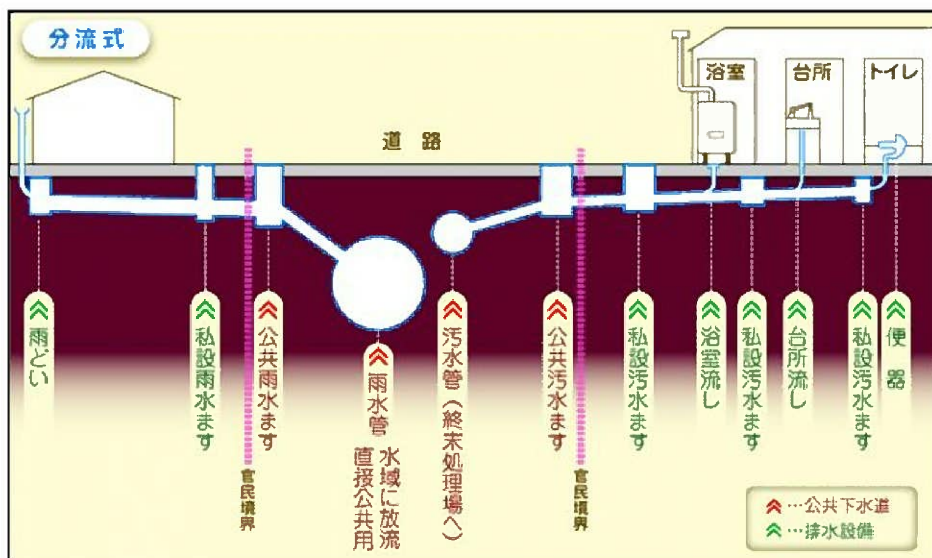 分流式
浴室
台所
トイレ
道路
雨どい
私設雨水ます
公共雨水ます
雨水管
直接公共用
水域に放流
汚水管(終末処理場へ)
公共汚水ます
私設汚水ます
浴室流し
私設汚水ます
台所流し
私設汚水ます
便器
官民境界
官民境界
…公共下水道
…排水設備